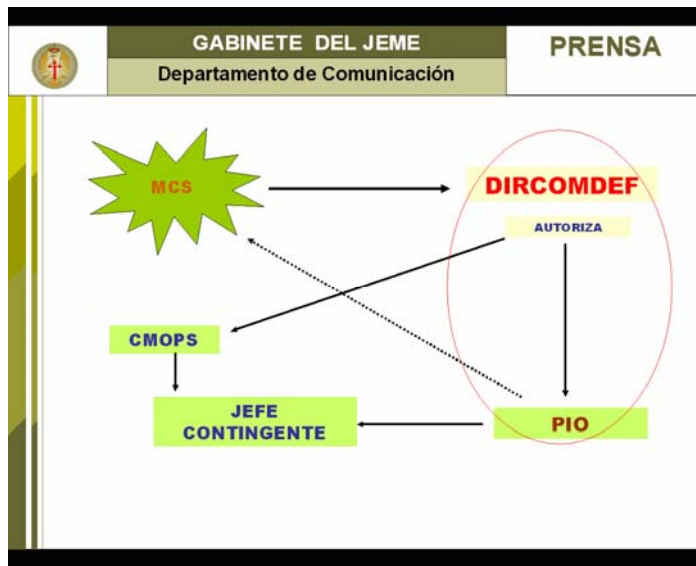 GABINETE DEL JEME
Departamento de Comunicación
PRENSA
MCS
DIRCOMDEF
AUTORIZA
CMOPS
JEFE
CONTINGENTE
PIO